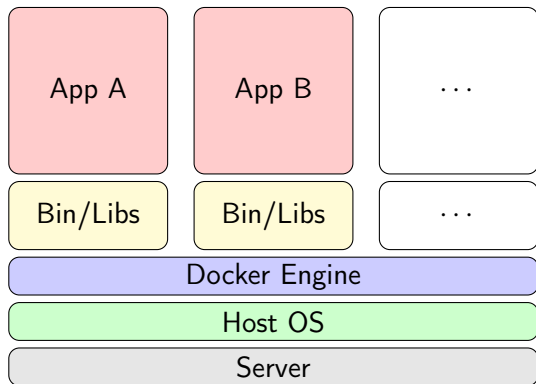 App A App B ...
Bin/Libs Bin/Libs ...
Docker Engine
Host OS
Server